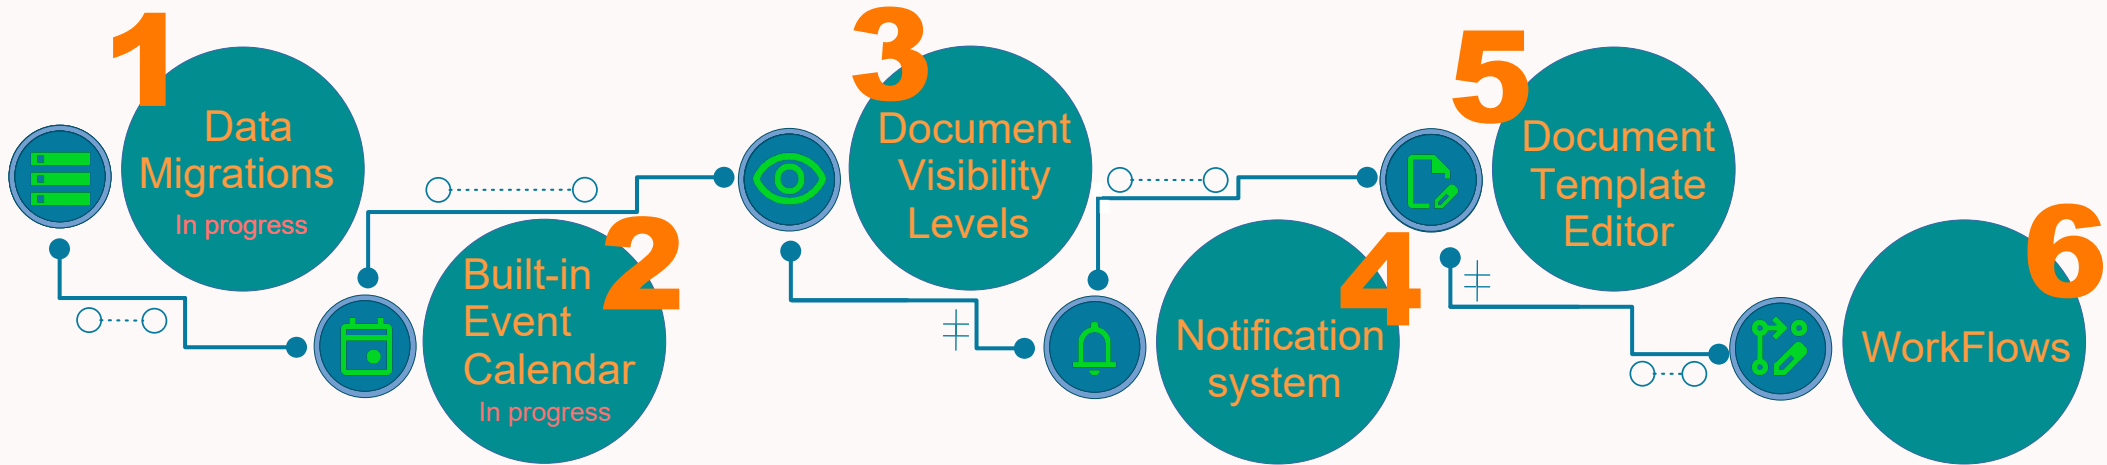 1
Data
Migrations
In progress
2
Built-in
Event
Calendar
In progress
3
Document
Visibility
Levels
4
Notification
system
5
Document
Template
Editor
6
WorkFlows